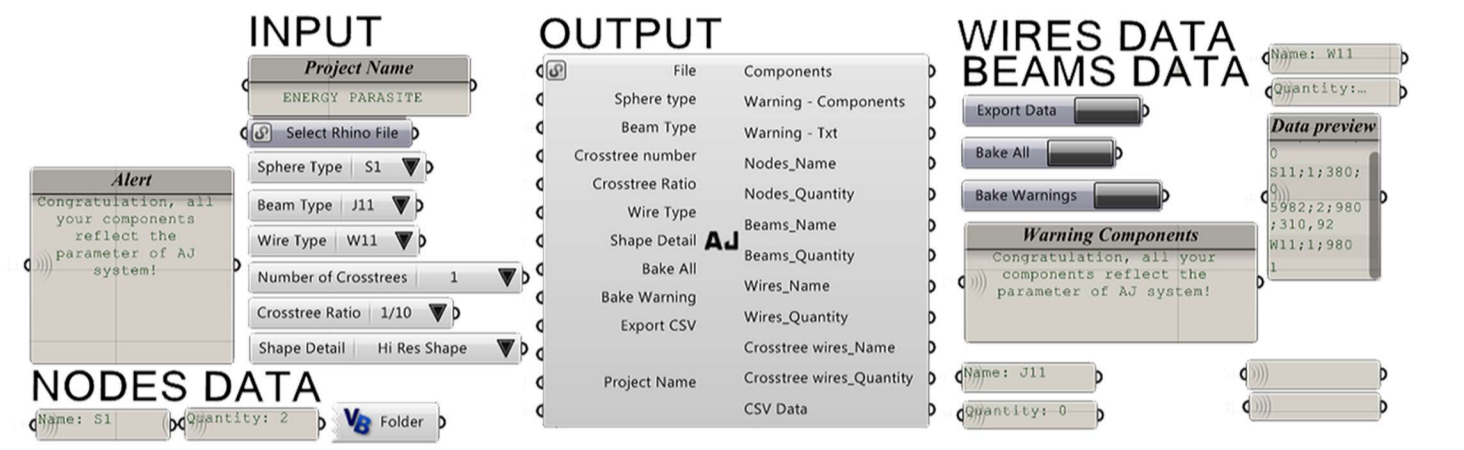 INPUT
Project Name
ENERGY PARASITE
Select Rhino File
Sphere Type S1
Beam Type J11
Wire Type W11
Number of Crosstrees 1
Crosstree Ratio 1/10
Shape Detail Hi Res Shape
Alert
Congratulation, all
your components
reflect the
parameter of AJ
system!
NODES DATA
Name: S1
Quantity: 2
VB Folder
OUTPUT
File
Sphere type
Beam Type
Crosstree number
Crosstree Ratio
Wire Type
Shape Detail
Bake All
Bake Warning
Export CSV
Project Name
AJ
Components
Warning - Components
Warning - Txt
Nodes_Name
Nodes_Quantity
Beams_Name
Beams_Quantity
Wires_Name
Wires_Quantity
Crosstree wires_Name
Crosstree wires_Quantity
CSV Data
WIRES DATA
BEAMS DATA
Export Data
Bake All
Bake Warnings
Warning Components
Congratulation, all your
components reflect the
parameter of AJ system!
Name: J11
Quantity: 0
Name: W11
Quantity:…
Data preview
0
S11;1;380;
0
5982;2;980
;310,92
W11;1;980
1